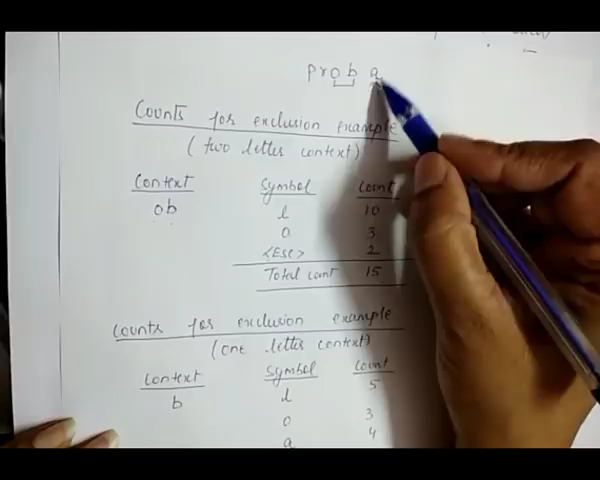 proba
Counts for exclusion example
(two letter context)
Context Symbol Count
ob l 10
o 3
<Esc> 2
Total count 15
Counts for exclusion example
(one letter context)
Context Symbol Count
b l 5
o 3
a 4